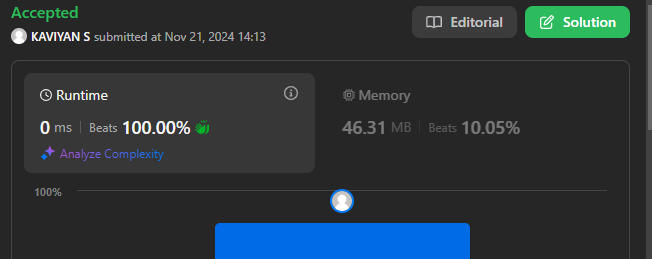 Accepted
Editorial
Solution
KAVIYAN S submitted at Nov 21, 2024 14:13
Runtime
0 ms Beats 100.00%
Analyze Complexity
Memory
46.31 MB Beats 10.05%
100%